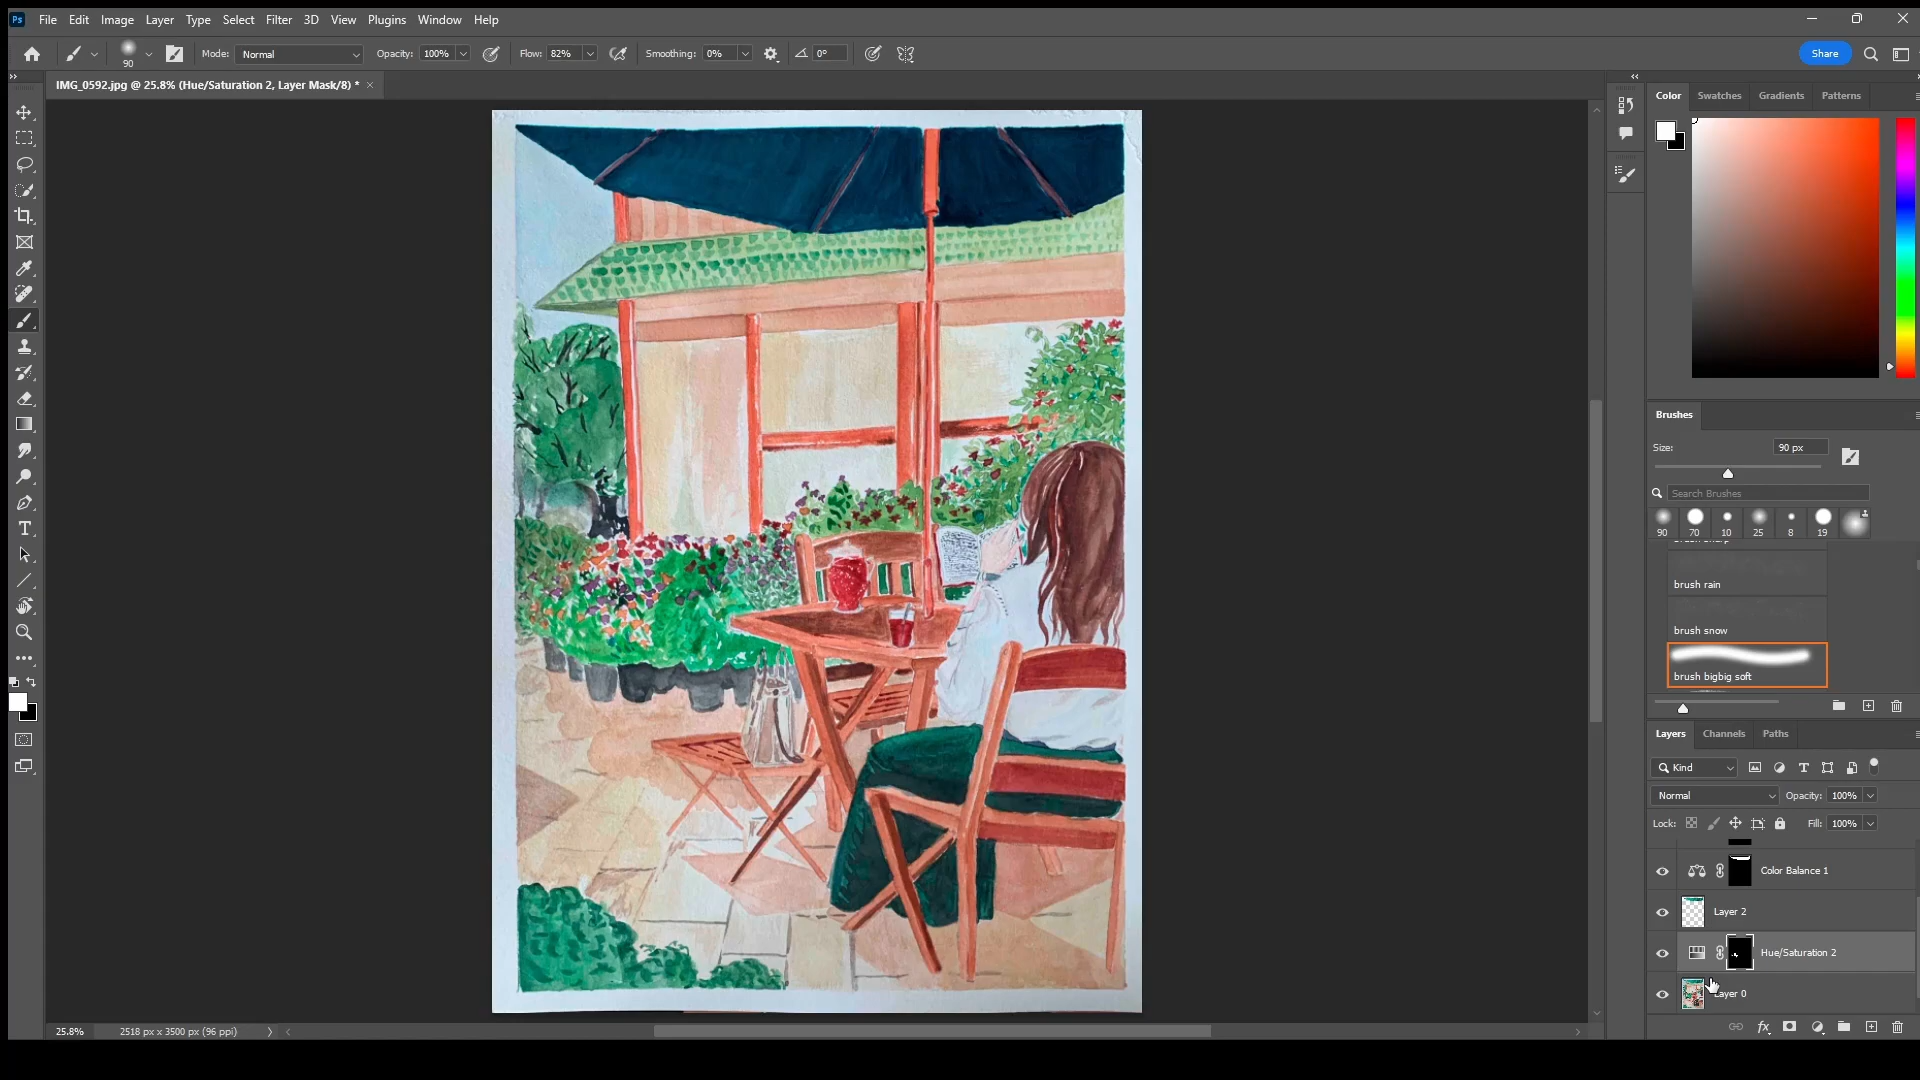 Ps File Edit Image Layer Type Select Filter 3D View Plugins Window Help
90 Mode: Normal Opacity: 100% Flow: 82% Smoothing: 0% 0° Share
IMG_0592.jpg @ 25.8% (Hue/Saturation 2, Layer Mask/8) * ×
Color Swatches Gradients Patterns
Brushes
Size: 90 px
Search Brushes
90 70 10 25 8 19
brush rain
brush snow
brush bigbig soft
Layers Channels Paths
Kind
Normal Opacity: 100%
Lock: Fill: 100%
Color Balance 1
Layer 2
Hue/Saturation 2
Layer 0
25.8% 2518 px x 3500 px (96 ppi)